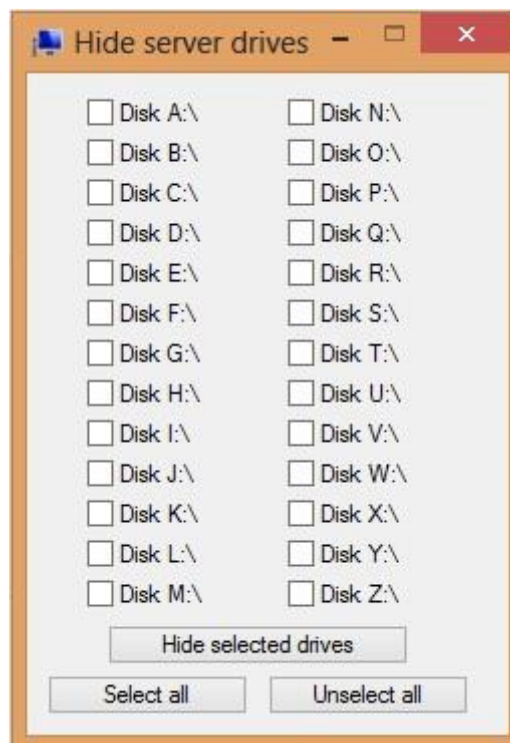 Hide server drives
Disk A:\
Disk B:\
Disk C:\
Disk D:\
Disk E:\
Disk F:\
Disk G:\
Disk H:\
Disk I:\
Disk J:\
Disk K:\
Disk L:\
Disk M:\
Disk N:\
Disk O:\
Disk P:\
Disk Q:\
Disk R:\
Disk S:\
Disk T:\
Disk U:\
Disk V:\
Disk W:\
Disk X:\
Disk Y:\
Disk Z:\
Hide selected drives
Select all
Unselect all